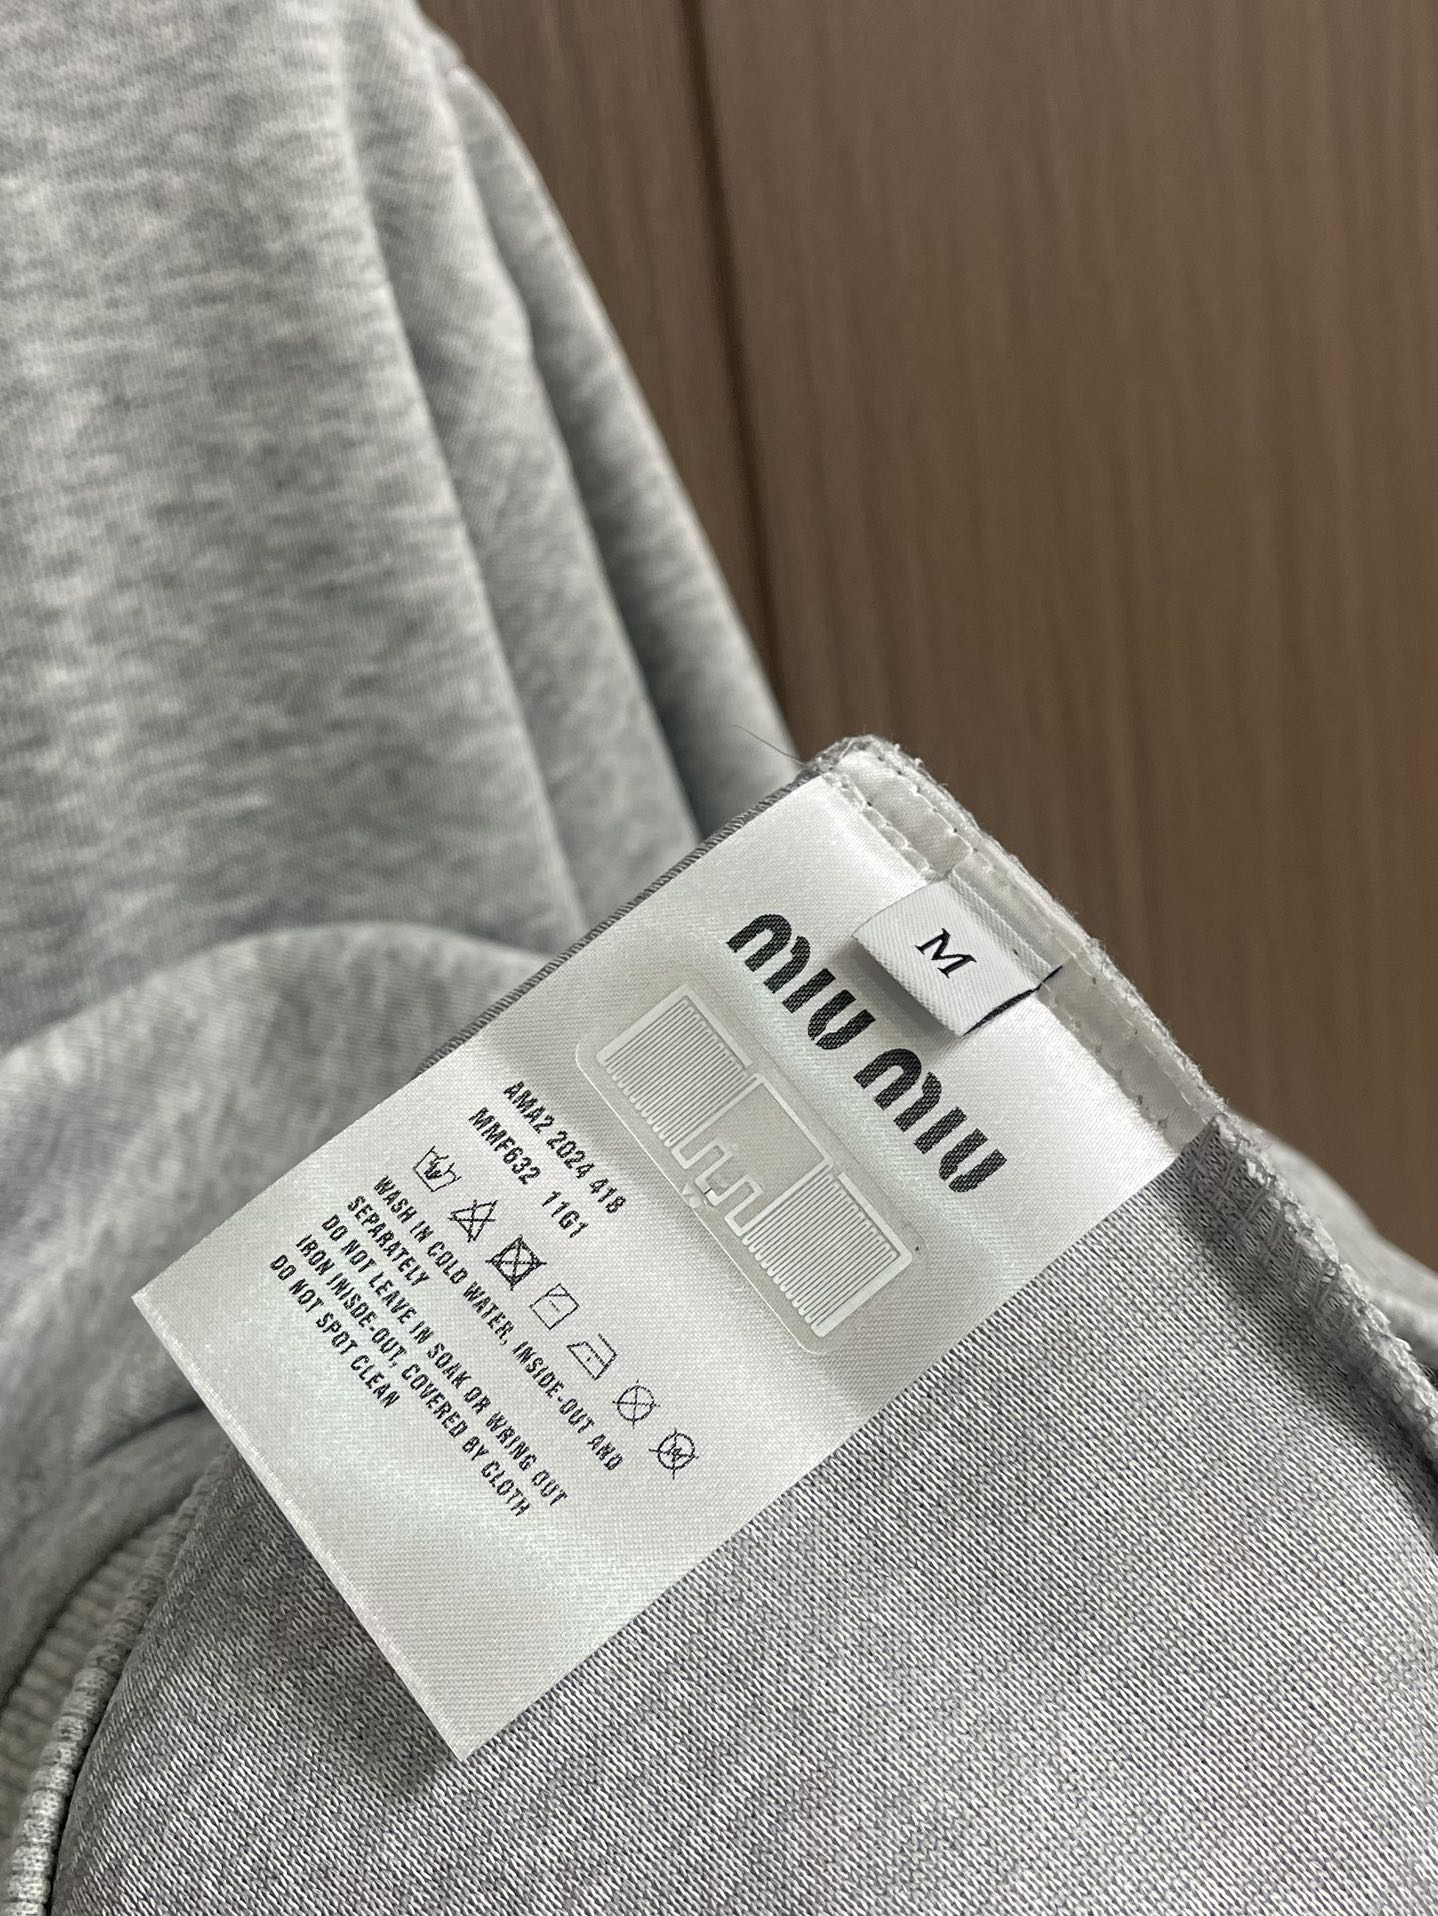 M
miu miu
AMA2 2024 418
MMF632 11G1
WASH IN COLD WATER, INSIDE-OUT AND
SEPARATELY
DO NOT LEAVE IN SOAK OR WRING OUT
IRON INISDE-OUT, COVERED BY CLOTH
DO NOT SPOT CLEAN